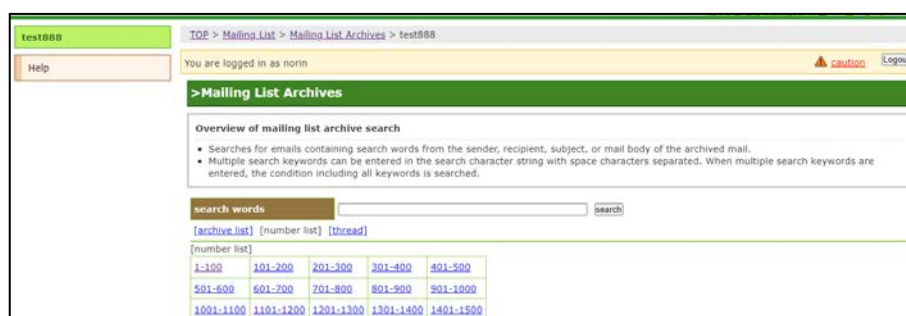 test888
TOP > Mailing List > Mailing List Archives > test888
Help
You are logged in as norin
caution
Logou
>Mailing List Archives
Overview of mailing list archive search
Searches for emails containing search words from the sender, recipient, subject, or mail body of the archived mail.
Multiple search keywords can be entered in the search character string with space characters separated. When multiple search keywords are
entered, the condition including all keywords is searched.
search words
search
[archive list] [number list] [thread]
[number list]
1-100 101-200 201-300 301-400 401-500
501-600 601-700 701-800 801-900 901-1000
1001-1100 1101-1200 1201-1300 1301-1400 1401-1500